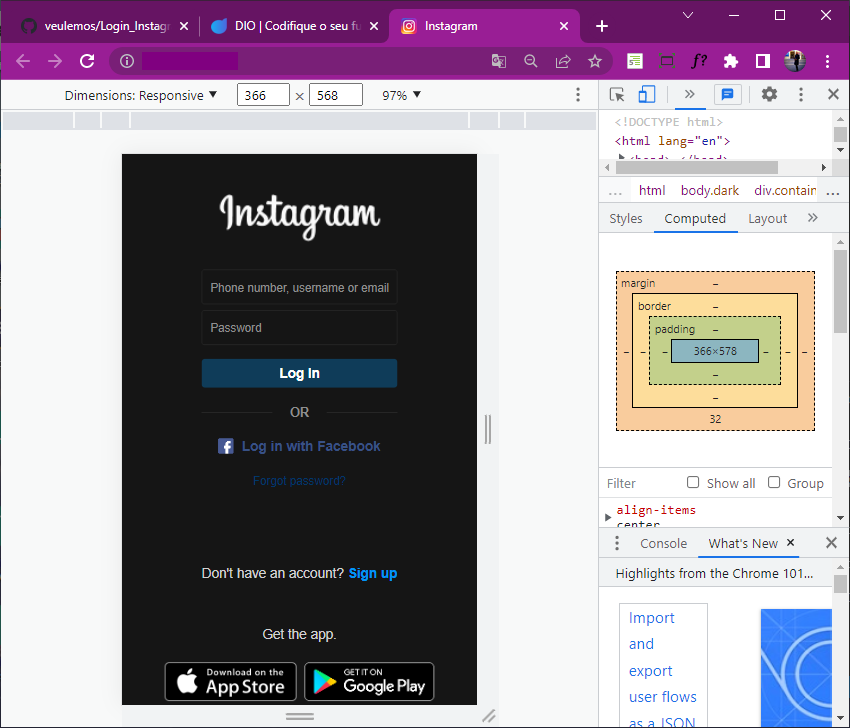 veulemos/Login_Instagr
DIO | Codifique o seu fu
Instagram
Dimensions: Responsive
366 × 568
97%
<!DOCTYPE html>
<html lang="en">
…
html
body.dark
div.contain
...
Styles
Computed
Layout
Instagram
Phone number, username or email
Password
Log In
OR
Log in with Facebook
Forgot password?
Don't have an account? Sign up
Get the app.
Download on the
App Store
GET IT ON
Google Play
margin
–
border
–
padding
–
– – – 366×578 – – –
–
–
32
Filter
Show all
Group
align-items
center
Console
What's New
Highlights from the Chrome 101...
Import
and
export
user flows
as a JSON